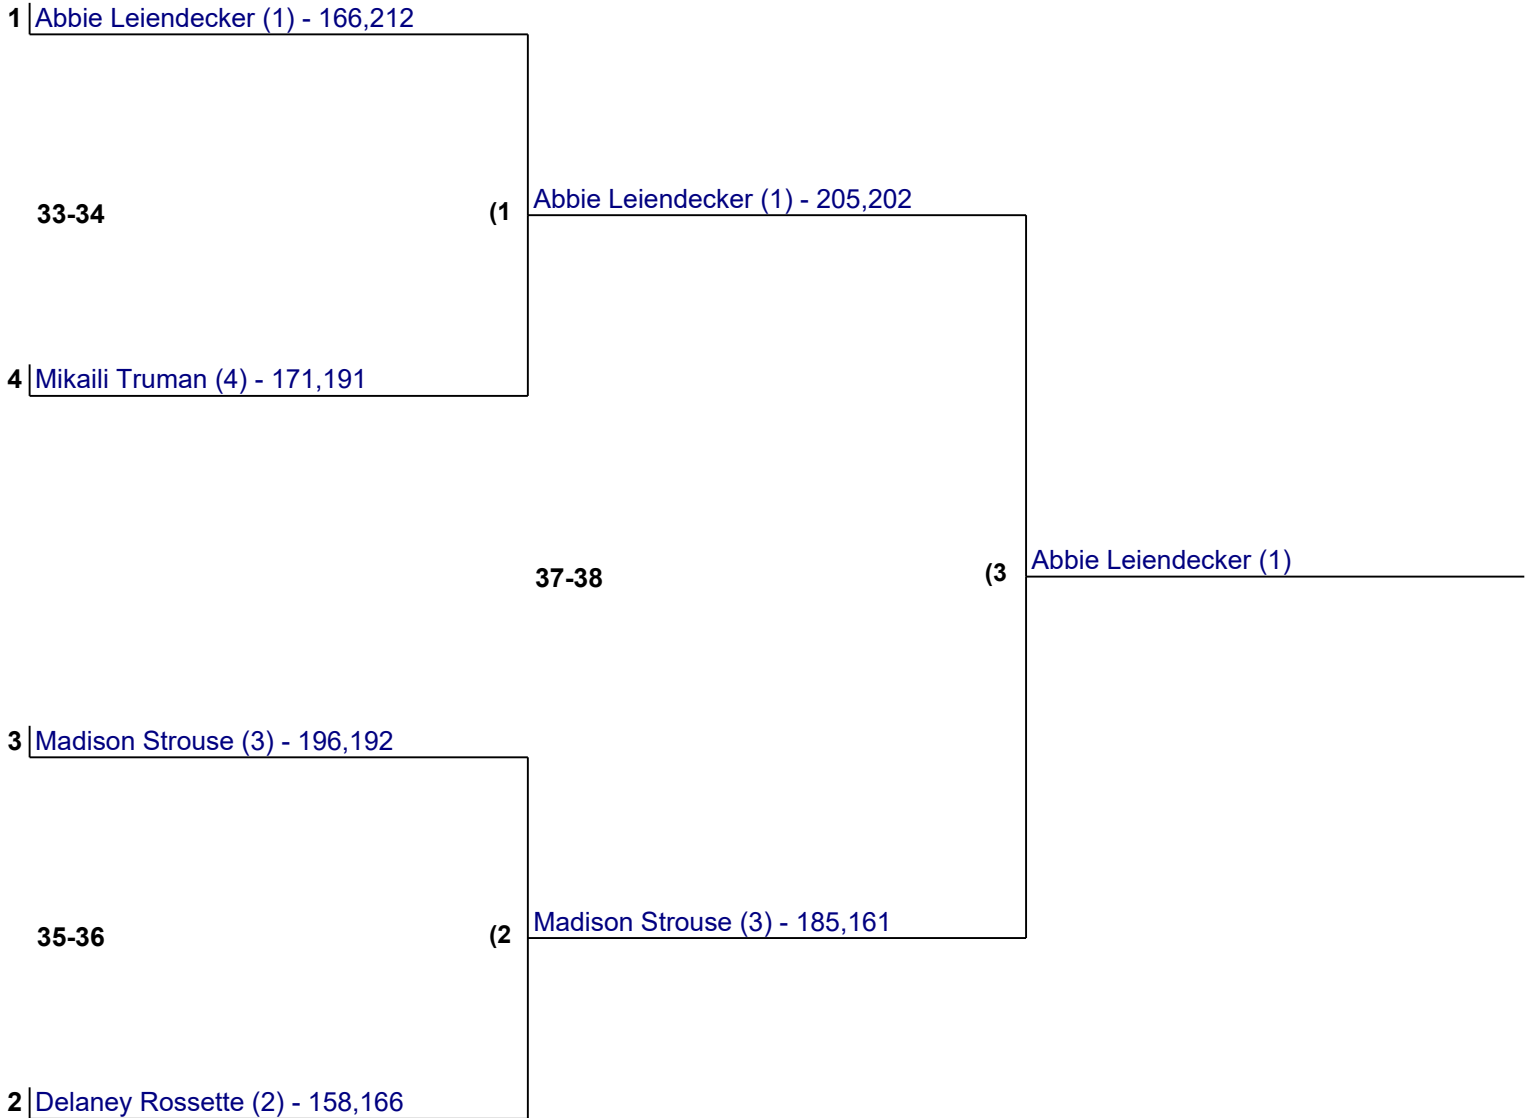 1 Abbie Leiendecker (1) - 166,212
33-34
(1
Abbie Leiendecker (1) - 205,202
4 Mikaili Truman (4) - 171,191
37-38
(3
Abbie Leiendecker (1)
3 Madison Strouse (3) - 196,192
35-36
(2
Madison Strouse (3) - 185,161
2 Delaney Rossette (2) - 158,166